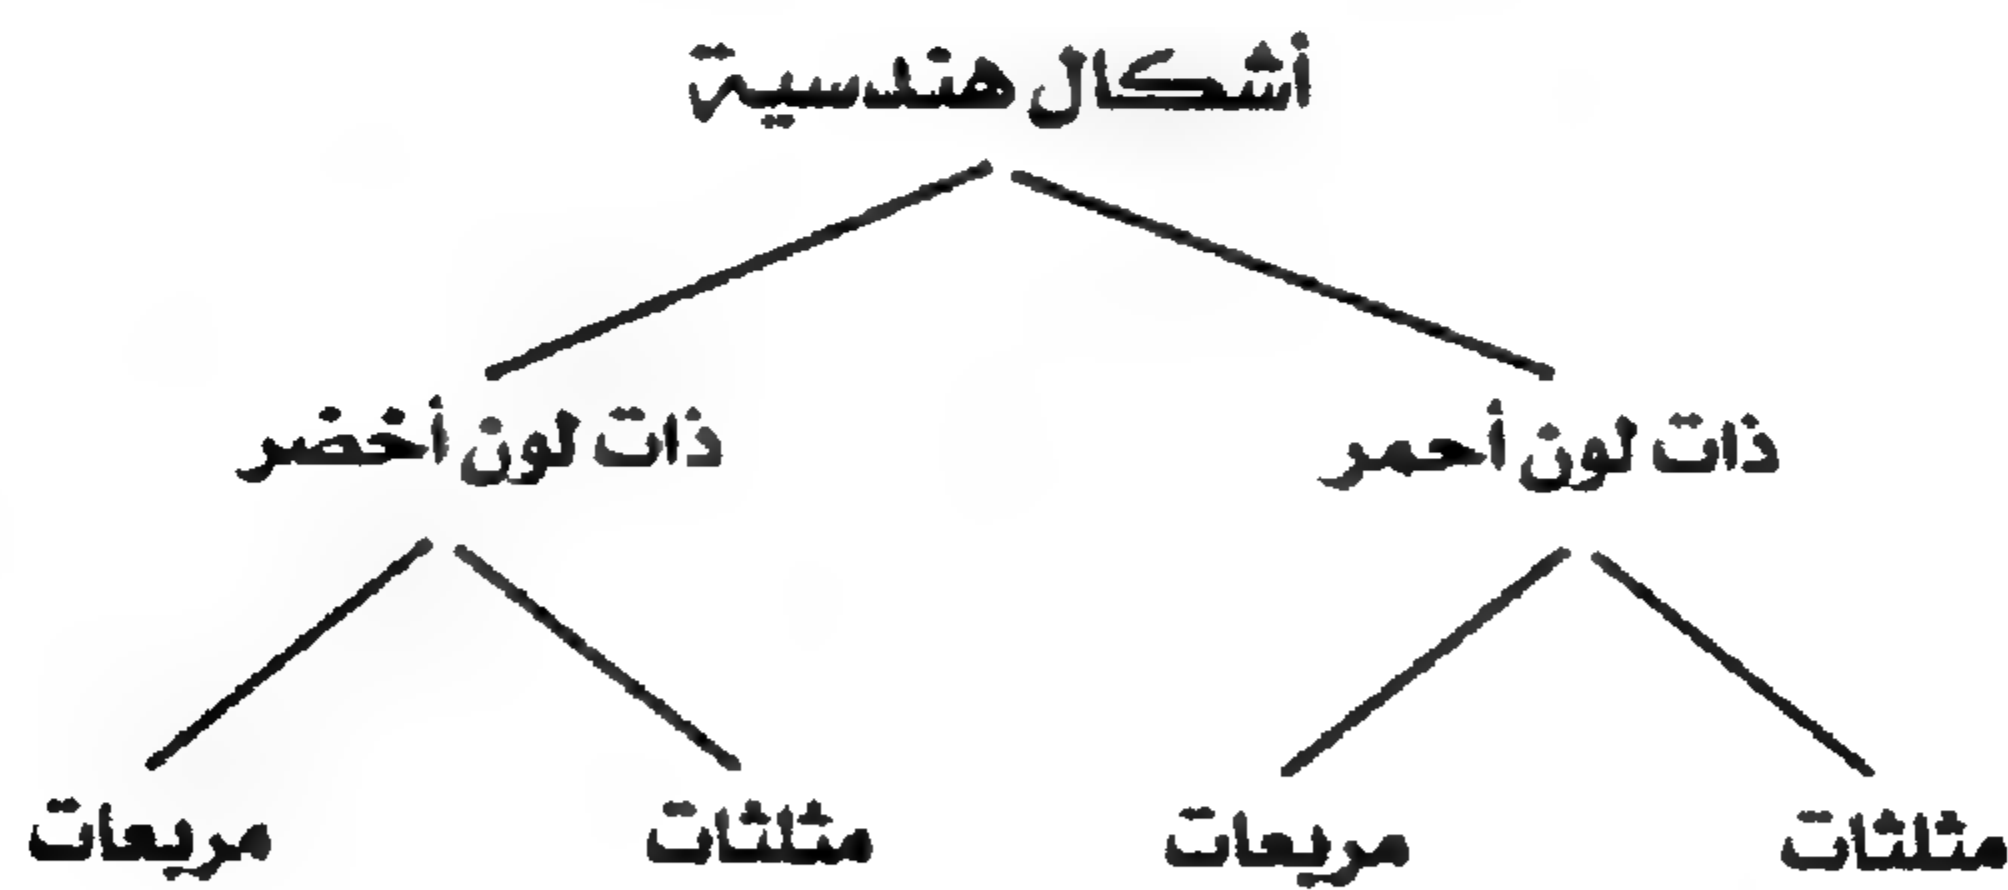 أشكال هندسية
ذات لون أحمر ذات لون أخضر
مثلثات مربعات مثلثات مربعات